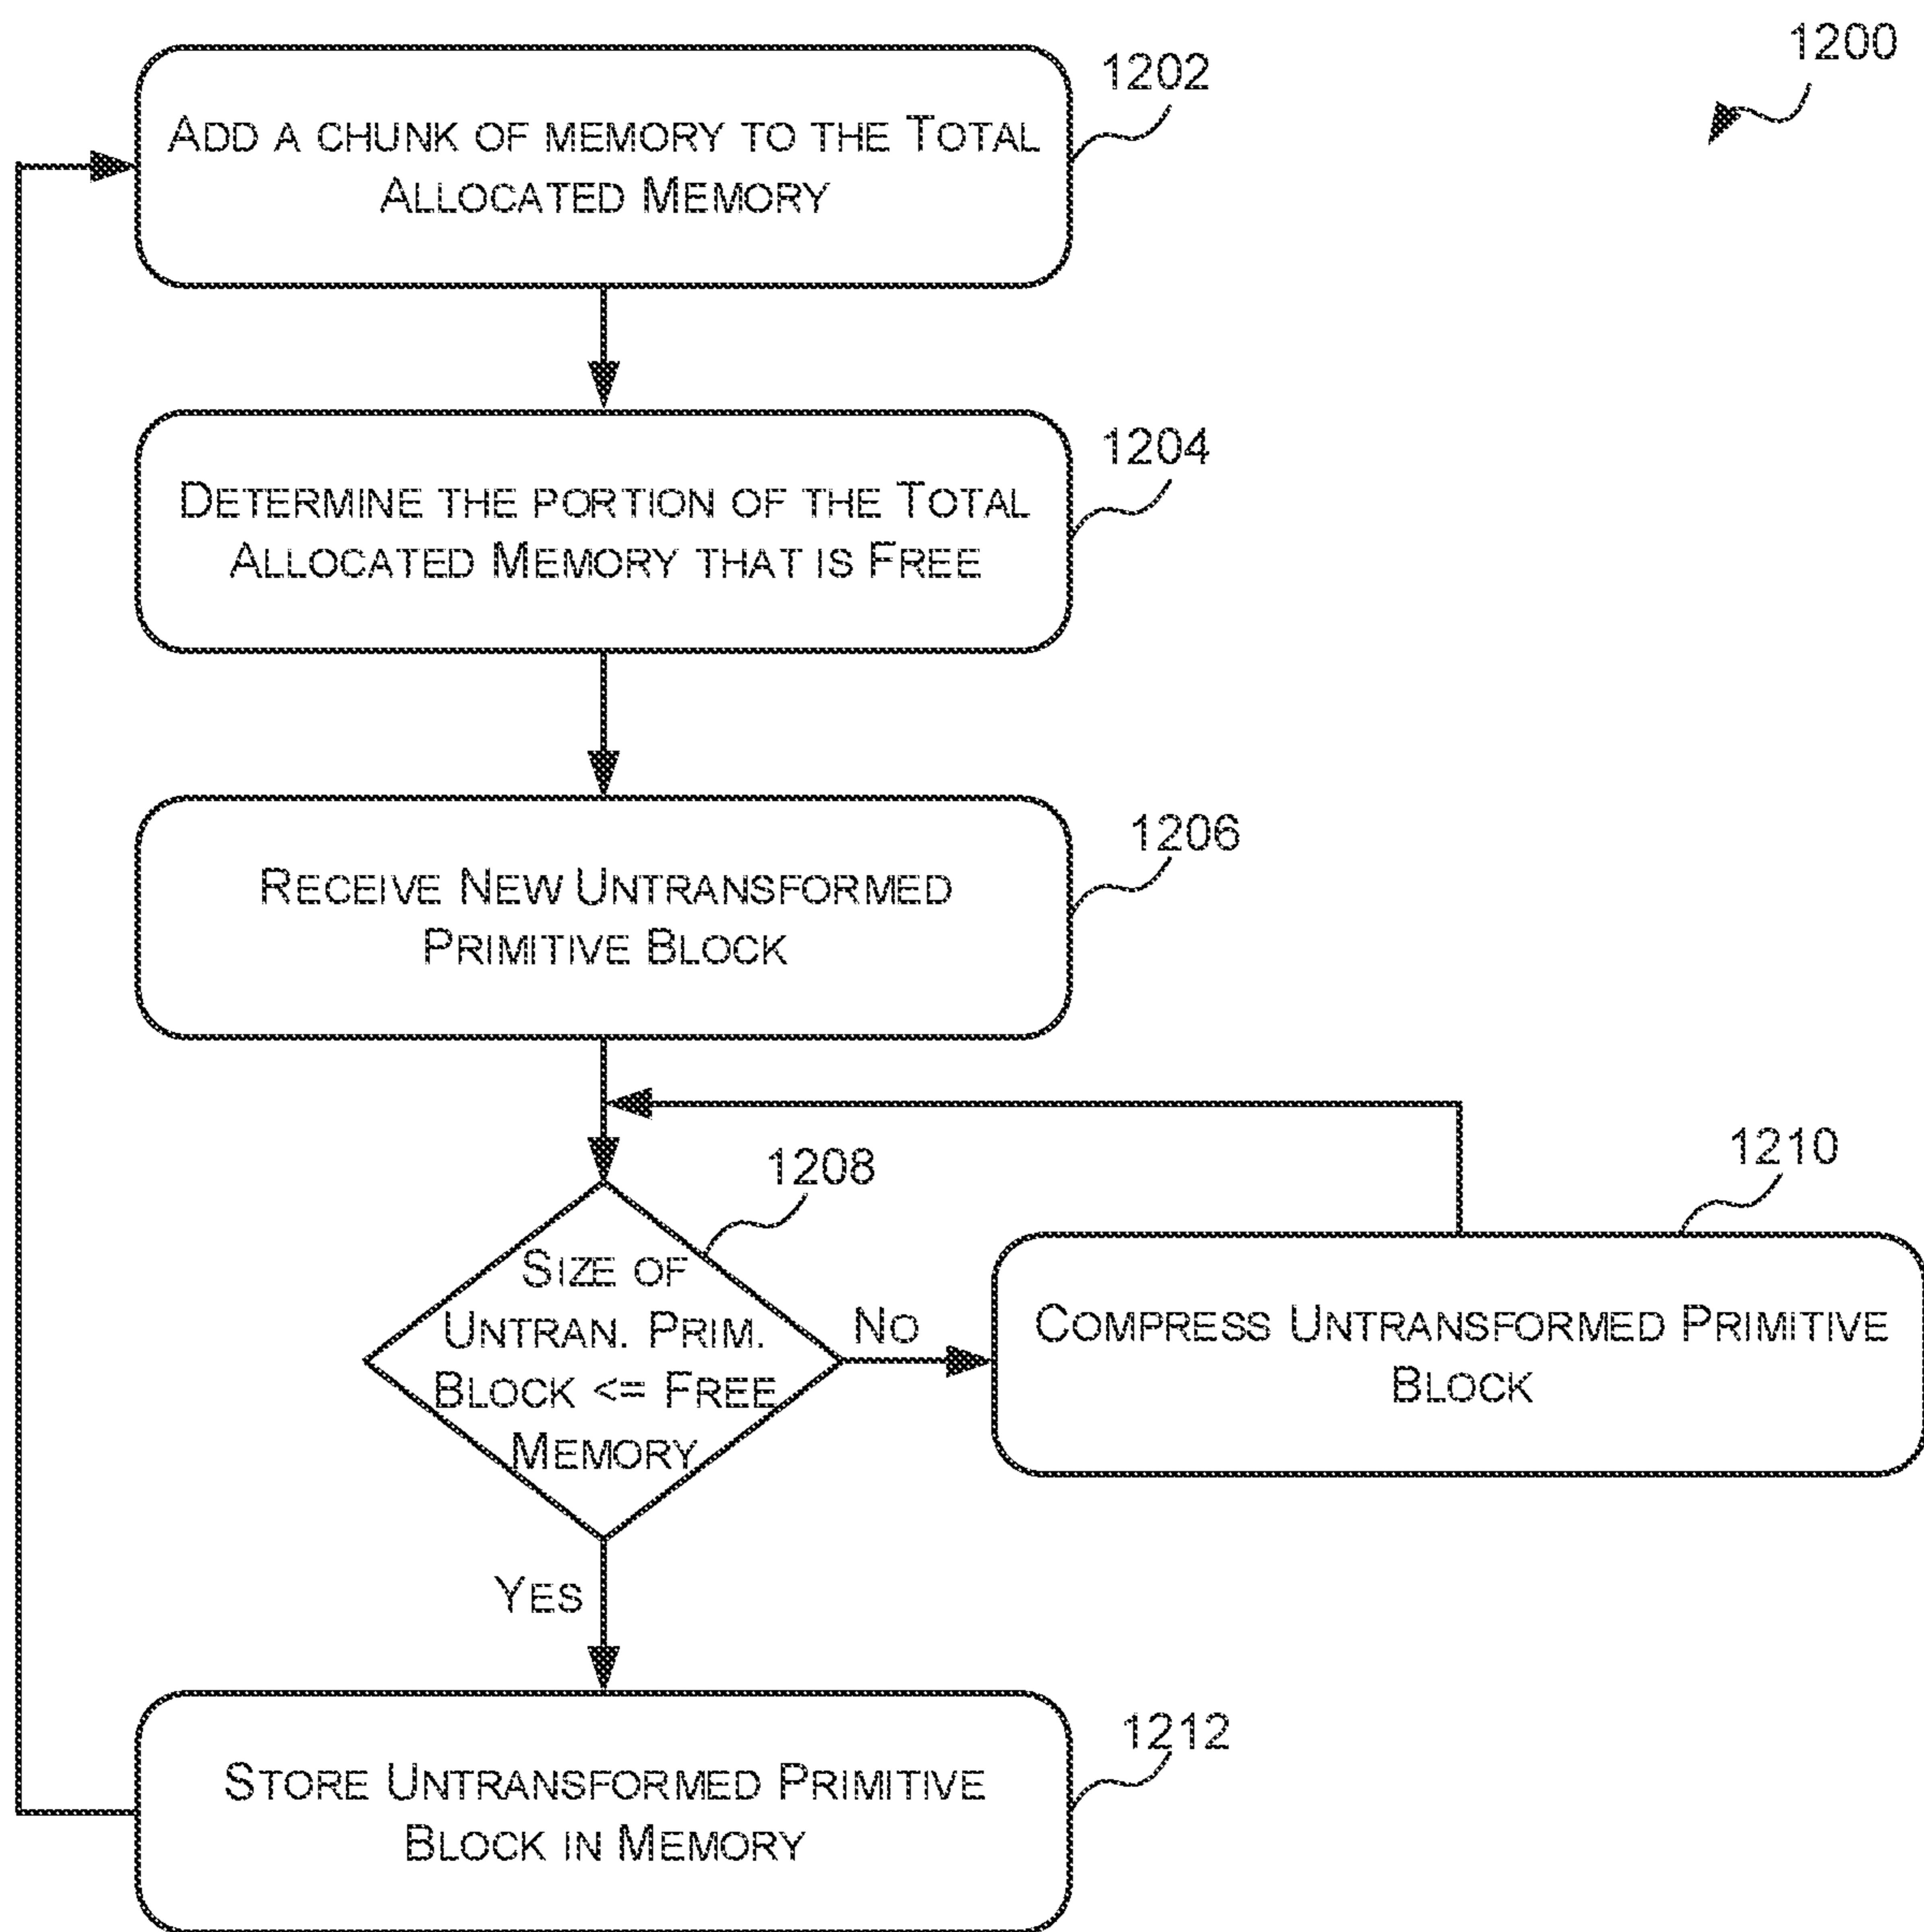 1200
1202
ADD A CHUNK OF MEMORY TO THE TOTAL
ALLOCATED MEMORY
1204
DETERMINE THE PORTION OF THE TOTAL
ALLOCATED MEMORY THAT IS FREE
1206
RECEIVE NEW UNTRANSFORMED
PRIMITIVE BLOCK
1208
SIZE OF
UNTRAN. PRIM.
BLOCK <= FREE
MEMORY
NO
1210
COMPRESS UNTRANSFORMED PRIMITIVE
BLOCK
YES
1212
STORE UNTRANSFORMED PRIMITIVE
BLOCK IN MEMORY